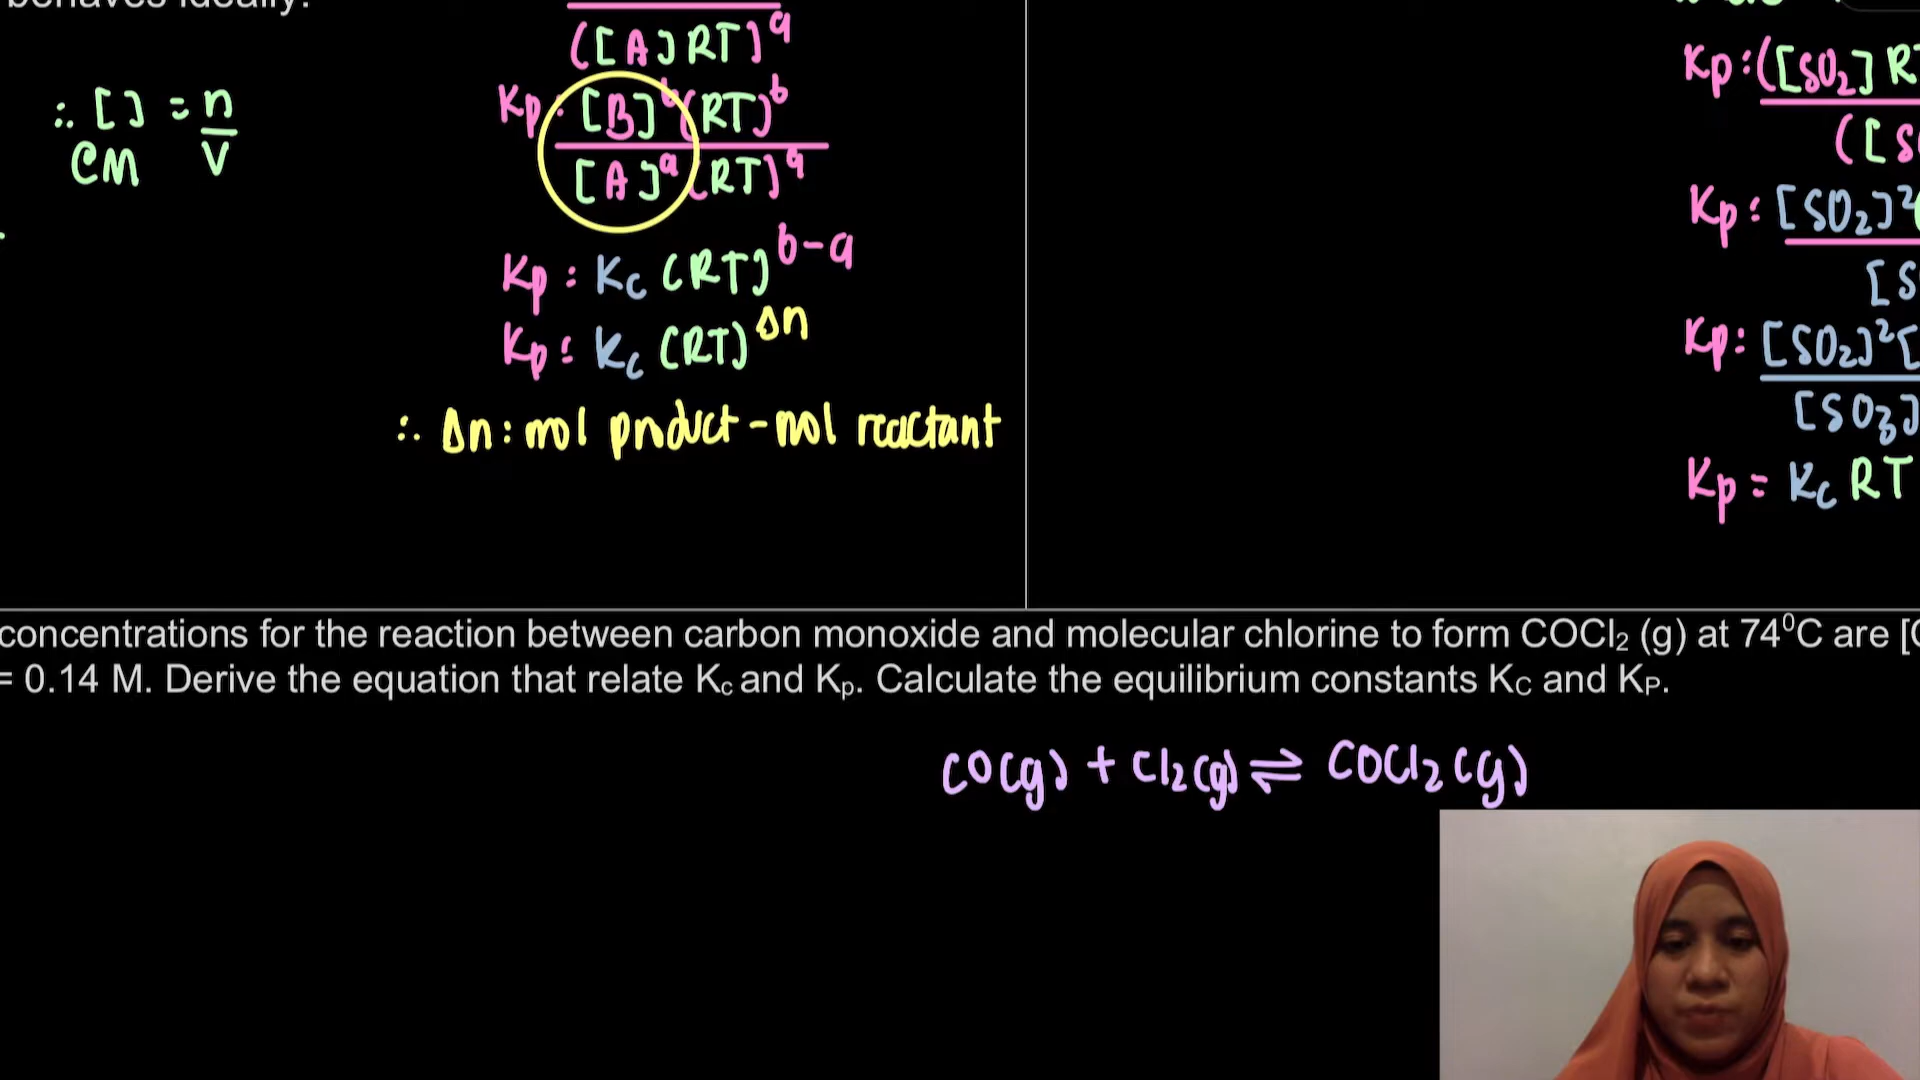 behaves ideally.
([A]RT)^a
∴ [ ] = n/V
CM
Kp : [B]^b (RT)^b
[A]^a (RT)^a
Kp : Kc (RT)^b-a
Kp : Kc (RT)^Δn
∴ Δn : mol product - mol reactant
Kp : ([SO₂] R
([S
Kp : [SO₂]²
[S
Kp : [SO₂]²[
[SO₃]
Kp = Kc RT
concentrations for the reaction between carbon monoxide and molecular chlorine to form COCl₂ (g) at 74⁰C are [
= 0.14 M. Derive the equation that relate Kc and Kp. Calculate the equilibrium constants KC and KP.
CO(g) + Cl₂(g) ⇌ COCl₂(g)